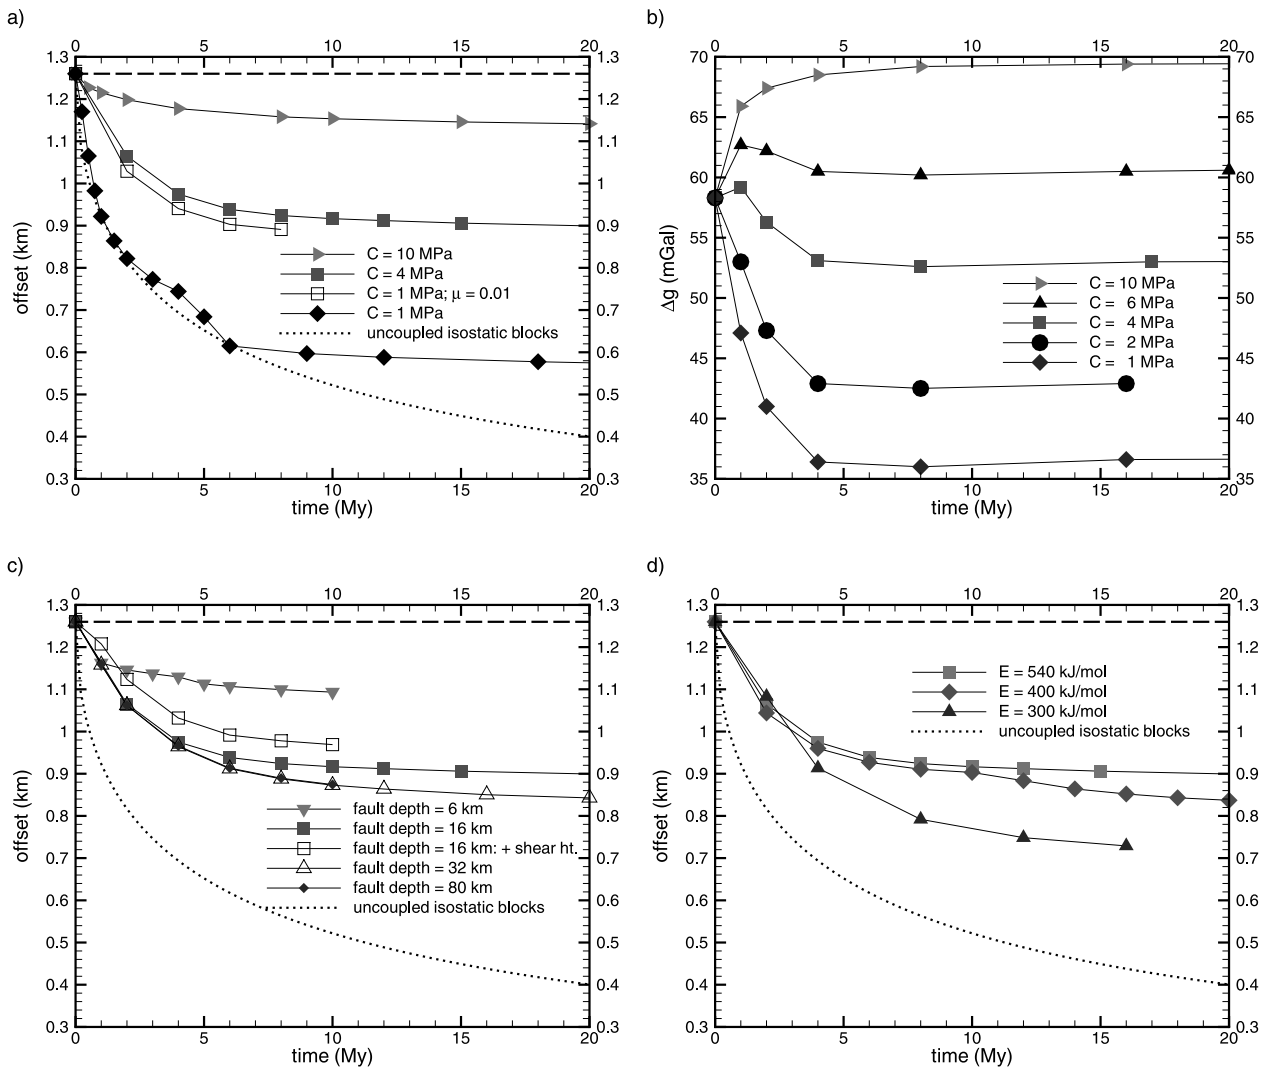 a)
0 5 10 15 20
1.3 1.3
1.2 1.2
1.1 1.1
1 1
0.9 0.9
0.8 0.8
0.7 0.7
0.6 0.6
0.5 0.5
0.4 0.4
0.3 0.3
0 5 10 15 20
offset (km)
time (My)
C = 10 MPa
C = 4 MPa
C = 1 MPa; μ = 0.01
C = 1 MPa
uncoupled isostatic blocks
b)
0 5 10 15 20
70 70
65 65
60 60
55 55
50 50
45 45
40 40
35 35
0 5 10 15 20
Δg (mGal)
time (My)
C = 10 MPa
C = 6 MPa
C = 4 MPa
C = 2 MPa
C = 1 MPa
c)
0 5 10 15 20
1.3 1.3
1.2 1.2
1.1 1.1
1 1
0.9 0.9
0.8 0.8
0.7 0.7
0.6 0.6
0.5 0.5
0.4 0.4
0.3 0.3
0 5 10 15 20
offset (km)
time (My)
fault depth = 6 km
fault depth = 16 km
fault depth = 16 km: + shear ht.
fault depth = 32 km
fault depth = 80 km
uncoupled isostatic blocks
d)
0 5 10 15 20
1.3 1.3
1.2 1.2
1.1 1.1
1 1
0.9 0.9
0.8 0.8
0.7 0.7
0.6 0.6
0.5 0.5
0.4 0.4
0.3 0.3
0 5 10 15 20
offset (km)
time (My)
E = 540 kJ/mol
E = 400 kJ/mol
E = 300 kJ/mol
uncoupled isostatic blocks